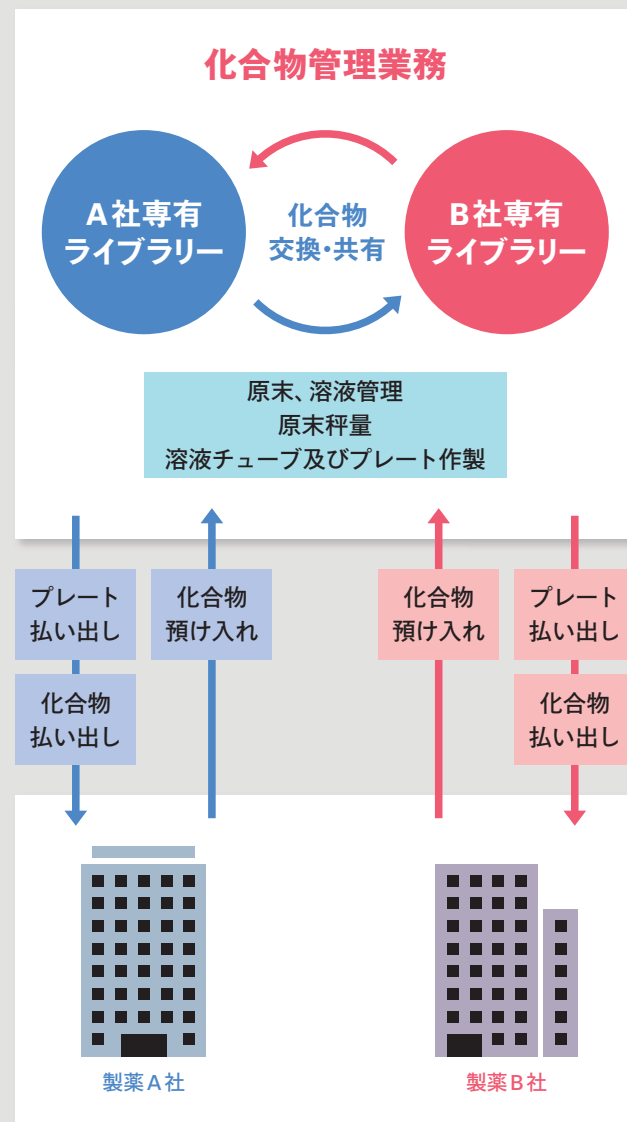 化合物管理業務
A社専有
ライブラリー
化合物
交換・共有
B社専有
ライブラリー
原末、溶液管理
原末秤量
溶液チューブ及びプレート作製
プレート
払い出し
化合物
払い出し
化合物
預け入れ
化合物
預け入れ
プレート
払い出し
化合物
払い出し
製薬A社
製薬B社